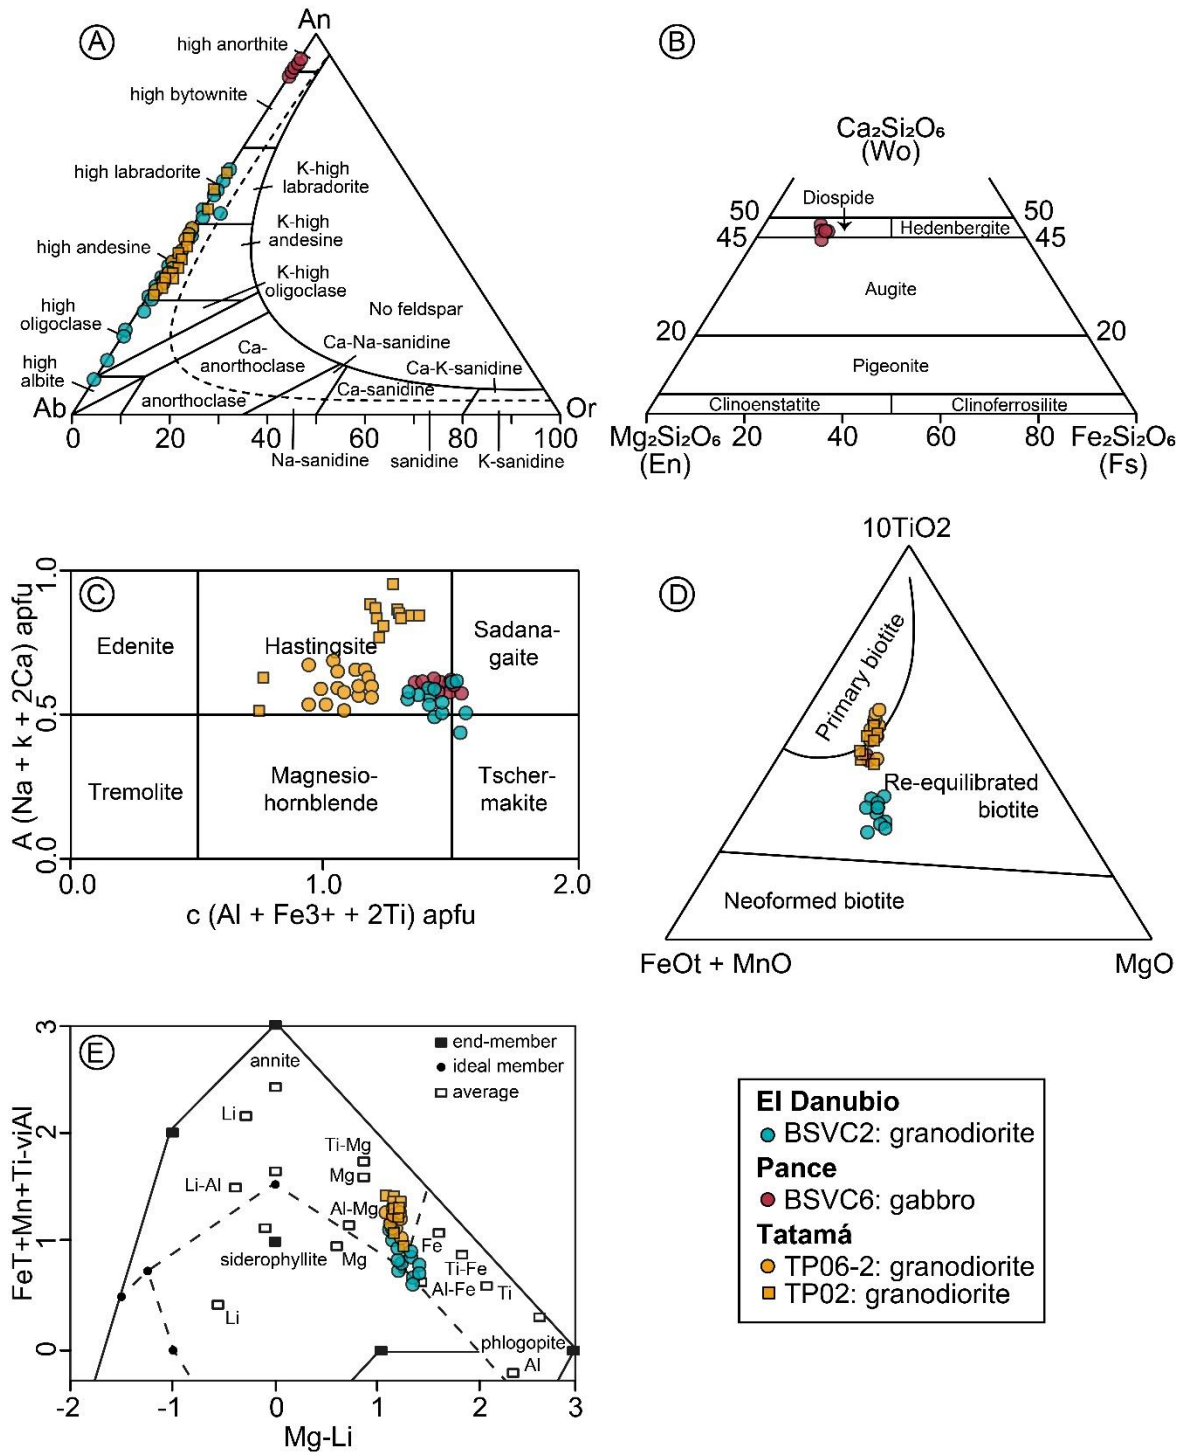 A
An
high anorthite
high bytownite
high labradorite
K-high
labradorite
K-high
andesine
high andesine
K-high
oligoclase
No feldspar
high
oligoclase
Ca-
anorthoclase
Ca-Na-sanidine
Ca-K-sanidine
high
albite
Ca-sanidine
anorthoclase
Ab
Or
0
20
40
60
80
100
Na-sanidine
sanidine
K-sanidine
B
Ca₂Si₂O₆
(Wo)
Diospide
50
50
Hedenbergite
45
45
Augite
20
20
Pigeonite
Clinoenstatite
Clinoferrosilite
Mg₂Si₂O₆
20
40
60
80
Fe₂Si₂O₆
(En)
(Fs)
C
A (Na + k + 2Ca) apfu
1.0
0.5
0.0
Edenite
Hastingsite
Sadana-
gaite
Tremolite
Magnesio-
hornblende
Tscher-
makite
0.0
1.0
2.0
c (Al + Fe3+ + 2Ti) apfu
10TiO2
D
Primary biotite
Re-equilibrated
biotite
Neoformed biotite
FeOt + MnO
MgO
E
FeT+Mn+Ti-viAl
3
2
1
0
end-member
ideal member
average
annite
Li
Ti-Mg
Mg
Li-Al
Al-Mg
siderophyllite
Mg
Fe
Ti-Fe
Al-Fe
Ti
Li
phlogopite
Al
-2
-1
0
1
2
3
Mg-Li
El Danubio
BSVC2: granodiorite
Pance
BSVC6: gabbro
Tatamá
TP06-2: granodiorite
TP02: granodiorite